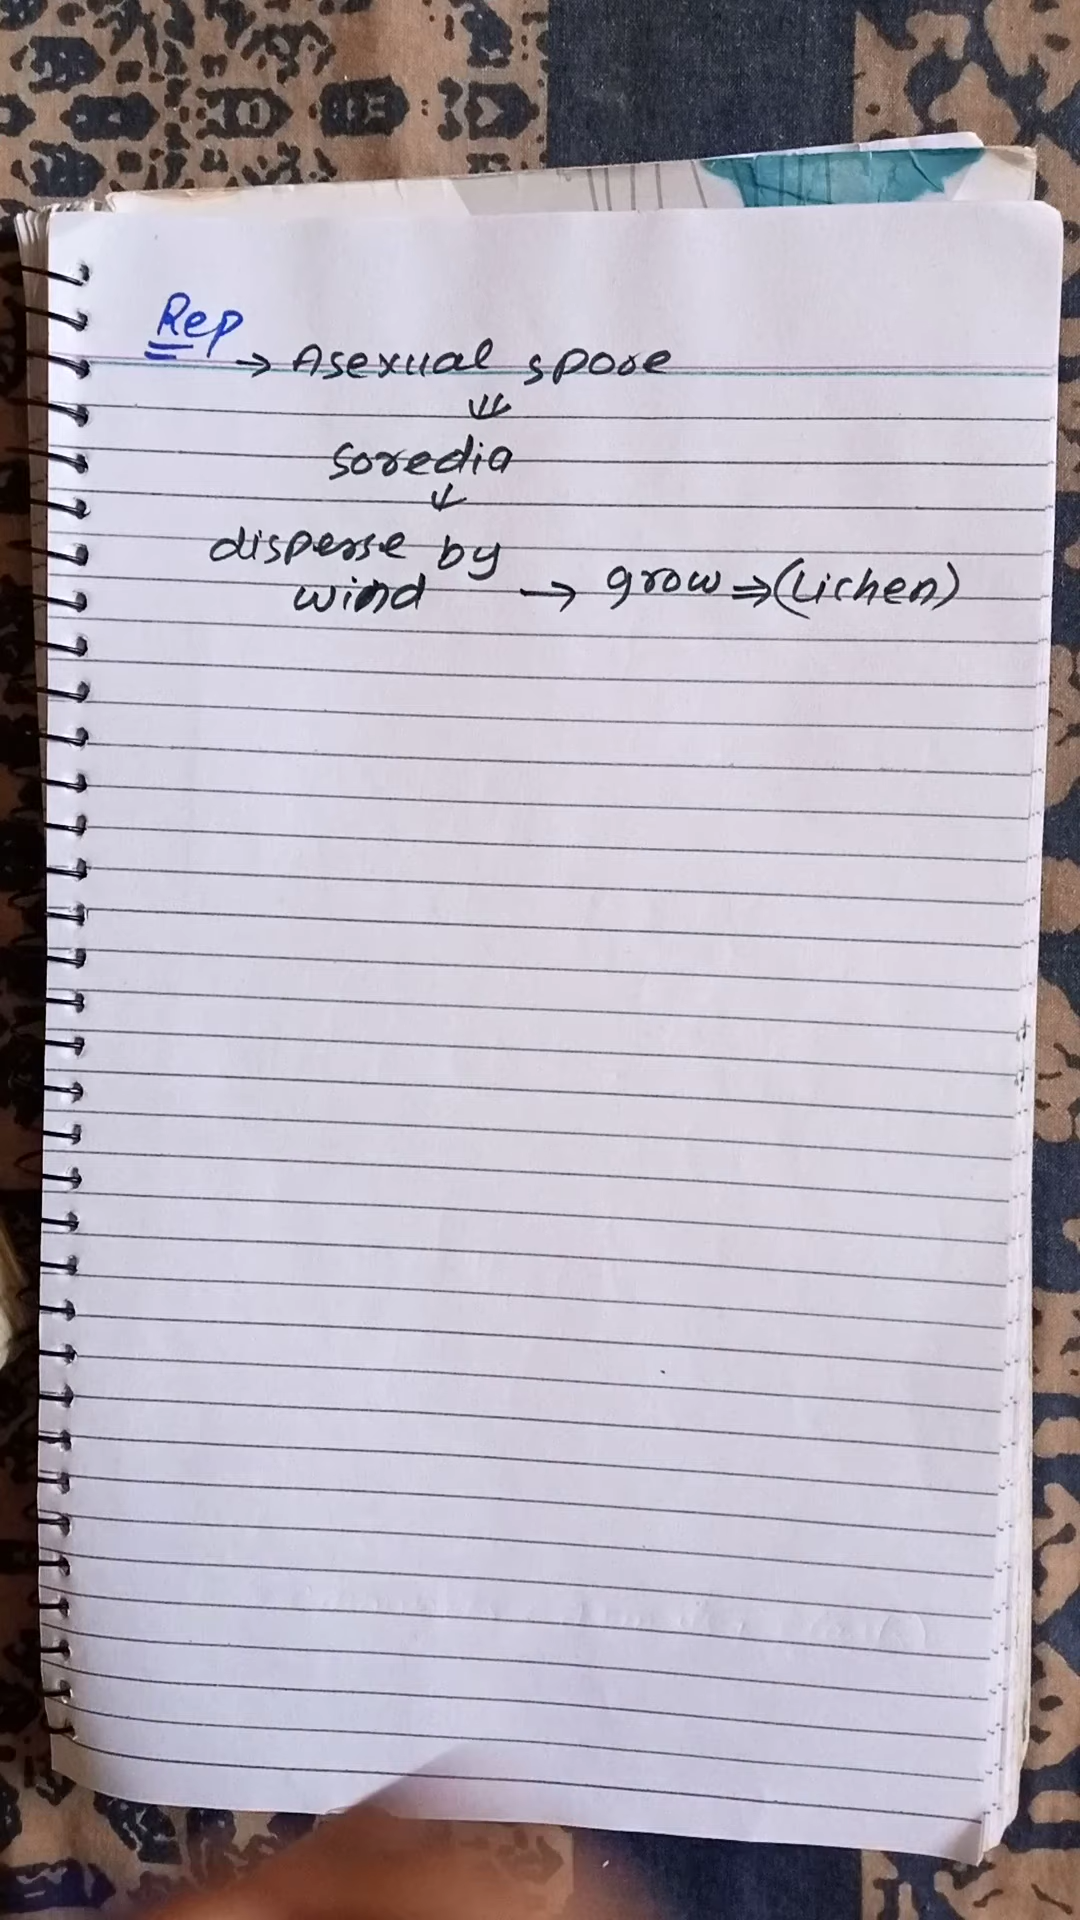 Rep
→ Asexual spore
⇓
soredia
↓
disperse by
wind → grow ⇒ (Lichen)